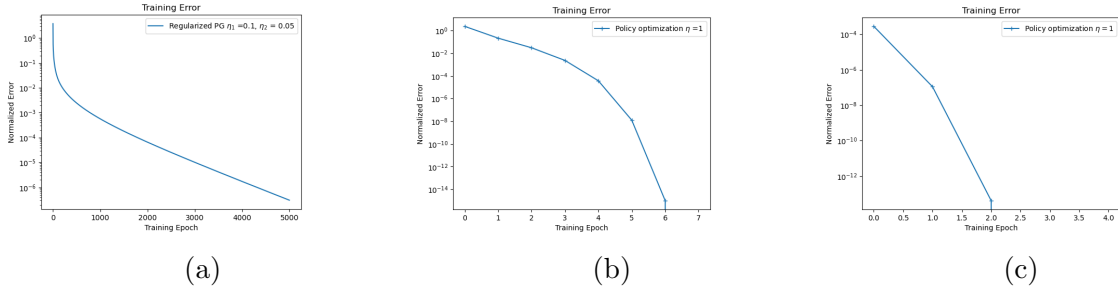 Training Error
Regularized PG η₁ =0.1, η₂ = 0.05
Normalized Error
10⁰
10⁻¹
10⁻²
10⁻³
10⁻⁴
10⁻⁵
10⁻⁶
0 1000 2000 3000 4000 5000
Training Epoch
(a)
Training Error
Policy optimization η =1
Normalized Error
10⁰
10⁻²
10⁻⁴
10⁻⁶
10⁻⁸
10⁻¹⁰
10⁻¹²
10⁻¹⁴
0 1 2 3 4 5 6 7
Training Epoch
(b)
Training Error
Policy optimization η = 1
Normalized Error
10⁻⁴
10⁻⁶
10⁻⁸
10⁻¹⁰
10⁻¹²
0.0 0.5 1.0 1.5 2.0 2.5 3.0 3.5 4.0
Training Epoch
(c)